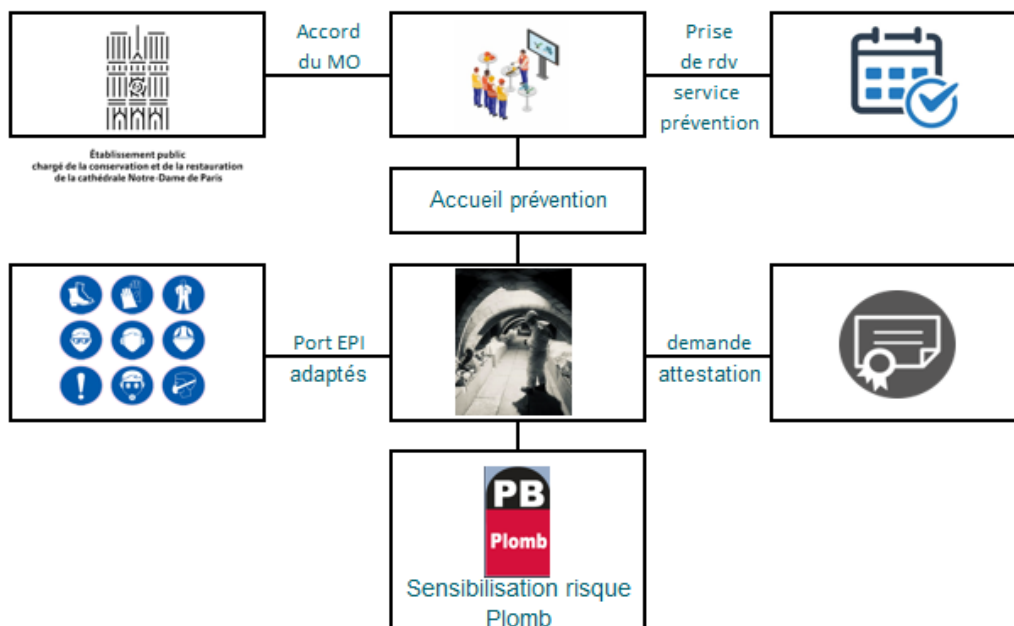 Accord
du MO
Prise
de rdv
service
prévention
Établissement public
chargé de la conservation et de la restauration
de la cathédrale Notre-Dame de Paris
Accueil prévention
Port EPI
adaptés
demande
attestation
PB
Plomb
Sensibilisation risque
Plomb